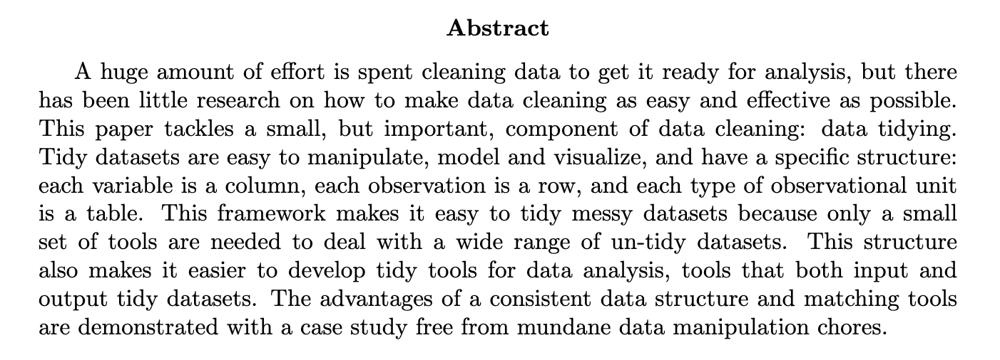 Abstract
A huge amount of effort is spent cleaning data to get it ready for analysis, but there
has been little research on how to make data cleaning as easy and effective as possible.
This paper tackles a small, but important, component of data cleaning: data tidying.
Tidy datasets are easy to manipulate, model and visualize, and have a specific structure:
each variable is a column, each observation is a row, and each type of observational unit
is a table. This framework makes it easy to tidy messy datasets because only a small
set of tools are needed to deal with a wide range of un-tidy datasets. This structure
also makes it easier to develop tidy tools for data analysis, tools that both input and
output tidy datasets. The advantages of a consistent data structure and matching tools
are demonstrated with a case study free from mundane data manipulation chores.